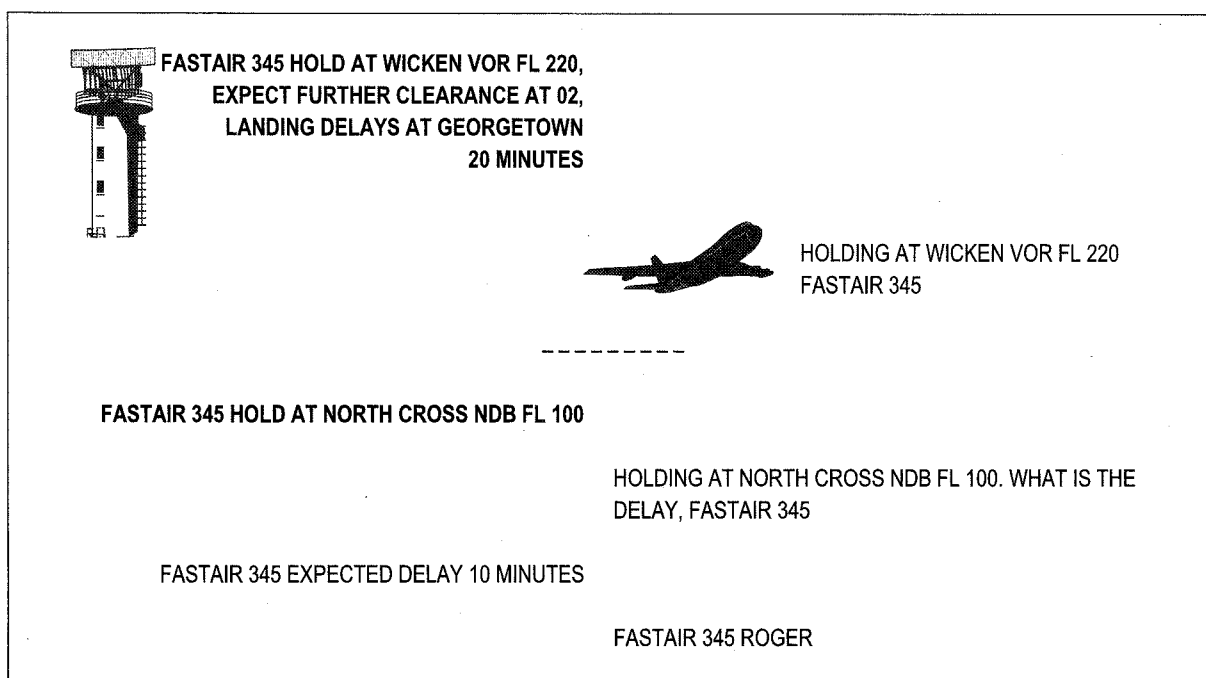 FASTAIR 345 HOLD AT WICKEN VOR FL 220,
EXPECT FURTHER CLEARANCE AT 02,
LANDING DELAYS AT GEORGETOWN
20 MINUTES
HOLDING AT WICKEN VOR FL 220
FASTAIR 345
---------
FASTAIR 345 HOLD AT NORTH CROSS NDB FL 100
HOLDING AT NORTH CROSS NDB FL 100. WHAT IS THE
DELAY, FASTAIR 345
FASTAIR 345 EXPECTED DELAY 10 MINUTES
FASTAIR 345 ROGER